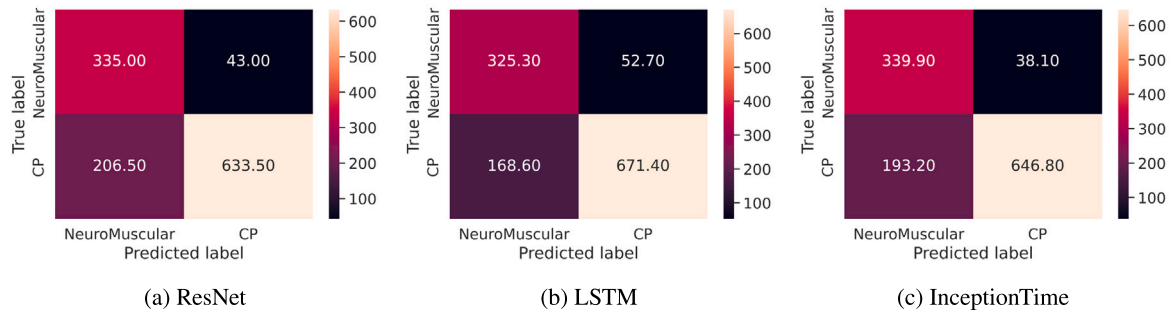 True label
NeuroMuscular
CP
335.00
43.00
206.50
633.50
600
500
400
300
200
100
NeuroMuscular
CP
Predicted label
(a) ResNet
True label
NeuroMuscular
CP
325.30
52.70
168.60
671.40
600
500
400
300
200
100
NeuroMuscular
CP
Predicted label
(b) LSTM
True label
NeuroMuscular
CP
339.90
38.10
193.20
646.80
600
500
400
300
200
100
NeuroMuscular
CP
Predicted label
(c) InceptionTime